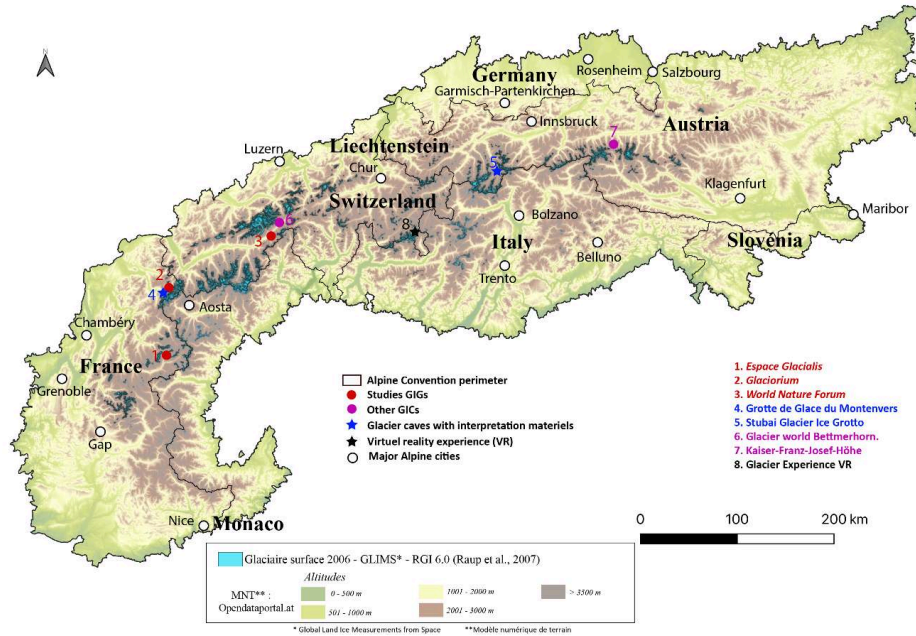 N
Germany
Rosenheim
Salzbourg
Garmisch-Partenkirchen
Innsbruck
Austria
7
Luzern
Liechtenstein
Chur
5
Switzerland
Klagenfurt
6
8
Bolzano
Maribor
3
Italy
Belluno
Slovénia
2
Trento
4
Aosta
Chambéry
1
France
Grenoble
Gap
Nice
Monaco
Alpine Convention perimeter
Studies GIGs
Other GICs
Glacier caves with interpretation materiels
Virtuel reality experience (VR)
Major Alpine cities
1. Espace Glacialis
2. Glaciorium
3. World Nature Forum
4. Grotte de Glace du Montenvers
5. Stubai Glacier Ice Grotto
6. Glacier world Bettmerhorn.
7. Kaiser-Franz-Josef-Höhe
8. Glacier Experience VR
0 100 200 km
Glaciaire surface 2006 - GLIMS* - RGI 6.0 (Raup et al., 2007)
Altitudes
MNT** :
Opendataportal.at
0 - 500 m
1001 - 2000 m
> 3500 m
501 - 1000 m
2001 - 3000 m
* Global Land Ice Measurements from Space **Modèle numérique de terrain